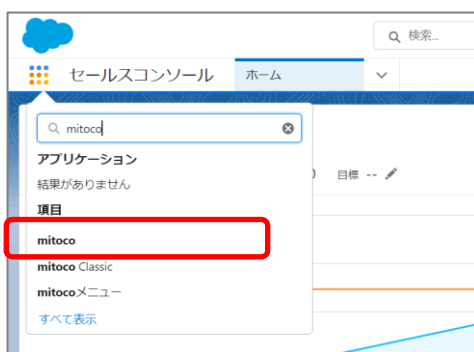 検索...
セールスコンソール
ホーム
mitoco
アプリケーション
結果がありません
目標 --
項目
mitoco
mitoco Classic
mitocoメニュー
すべて表示